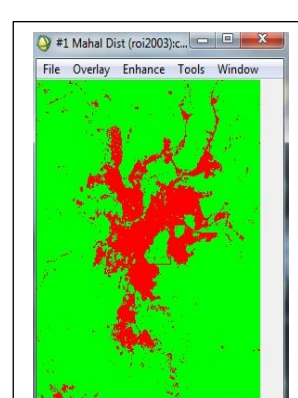 #1 Mahal Dist (roi2003):c...
File Overlay Enhance Tools Window